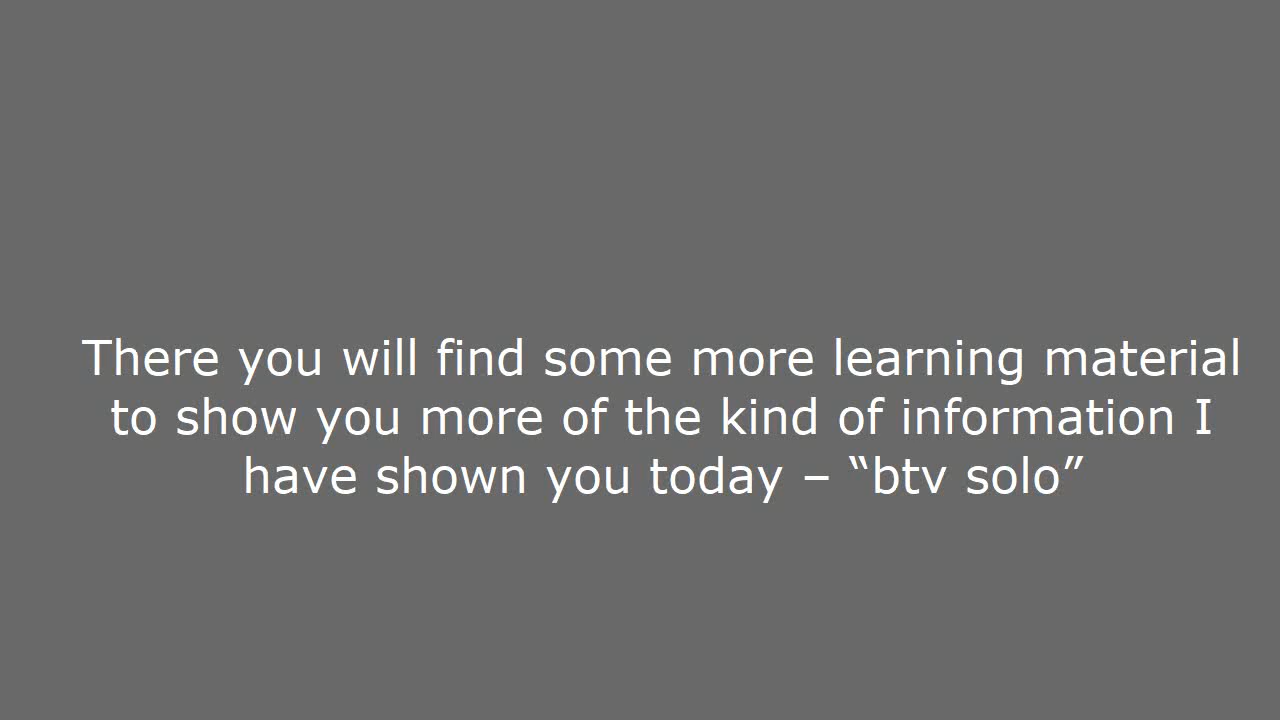 There you will find some more learning material
to show you more of the kind of information I
have shown you today – “btv solo”